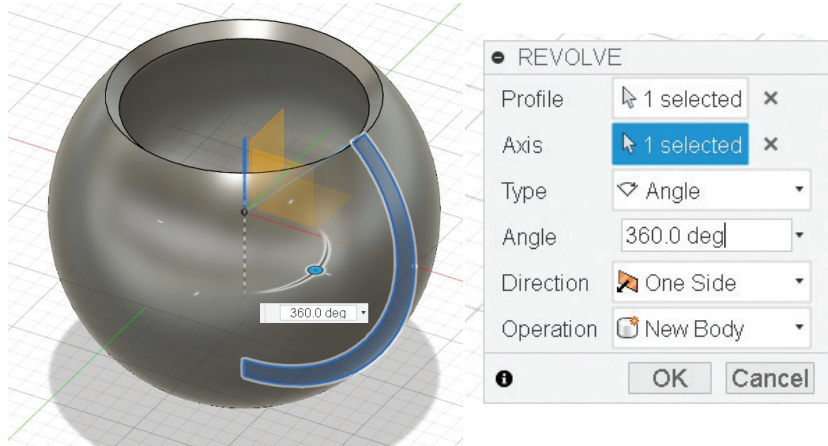 360.0 deg
REVOLVE
Profile 1 selected
Axis 1 selected
Type Angle
Angle 360.0 deg
Direction One Side
Operation New Body
OK Cancel